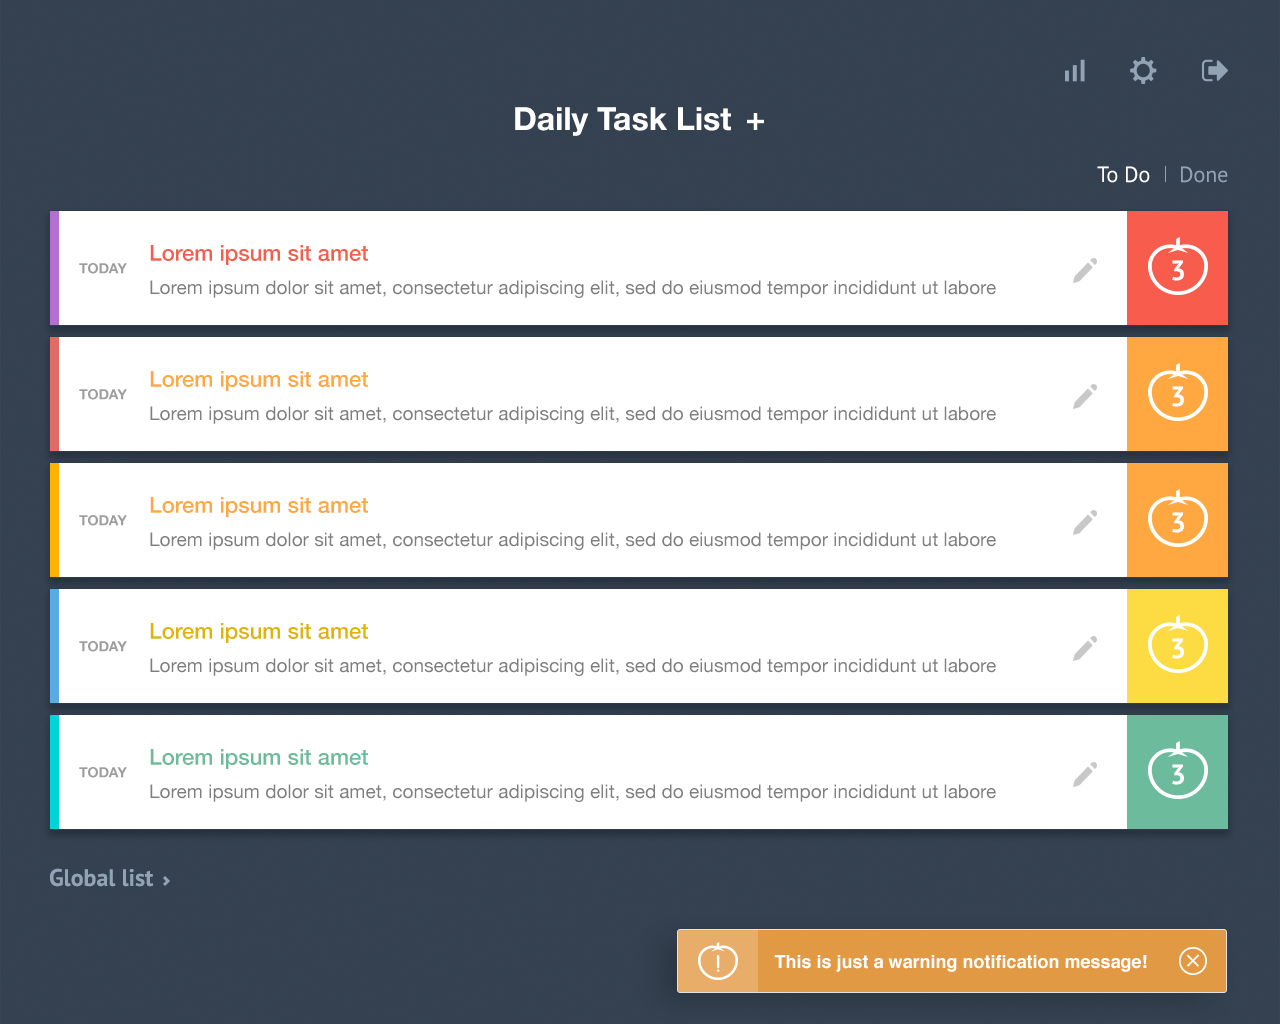 Daily Task List +
To Do | Done
TODAY
Lorem ipsum sit amet
Lorem ipsum dolor sit amet, consectetur adipiscing elit, sed do eiusmod tempor incididunt ut labore
3
TODAY
Lorem ipsum sit amet
Lorem ipsum dolor sit amet, consectetur adipiscing elit, sed do eiusmod tempor incididunt ut labore
3
TODAY
Lorem ipsum sit amet
Lorem ipsum dolor sit amet, consectetur adipiscing elit, sed do eiusmod tempor incididunt ut labore
3
TODAY
Lorem ipsum sit amet
Lorem ipsum dolor sit amet, consectetur adipiscing elit, sed do eiusmod tempor incididunt ut labore
3
TODAY
Lorem ipsum sit amet
Lorem ipsum dolor sit amet, consectetur adipiscing elit, sed do eiusmod tempor incididunt ut labore
3
Global list ›
! This is just a warning notification message!